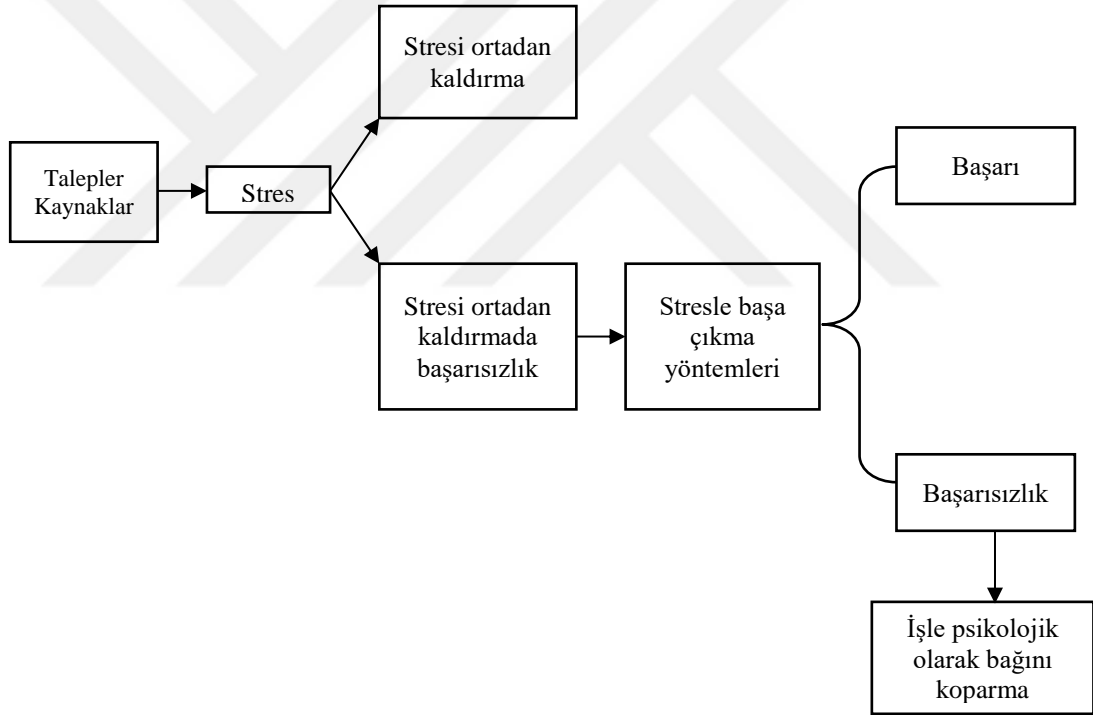 Stresi ortadan
kaldırma
Talepler
Kaynaklar
Stres
Başarı
Stresi ortadan
kaldırmada
başarısızlık
Stresle başa
çıkma
yöntemleri
Başarısızlık
İşle psikolojik
olarak bağını
koparma